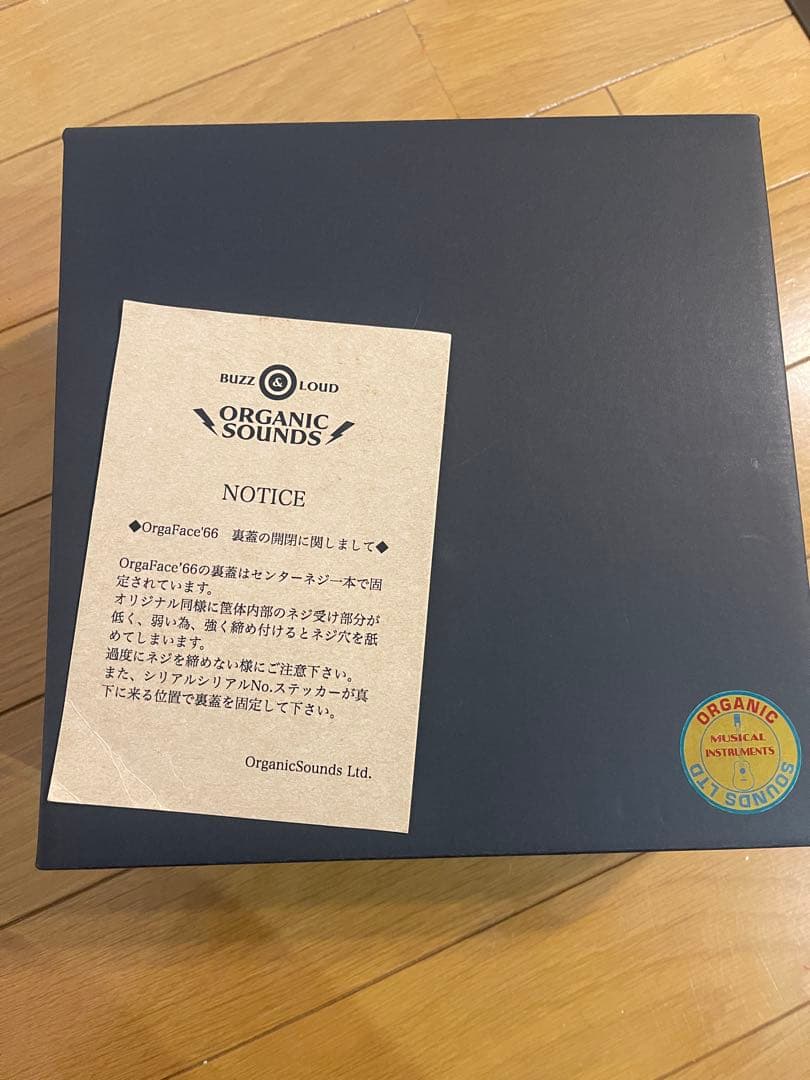 BUZZ & LOUD
ORGANIC
SOUNDS
NOTICE
◆OrgaFace'66 裏蓋の開閉に関しまして◆
OrgaFace'66の裏蓋はセンターネジ一本で固
定されています。
オリジナル同様に筐体内部のネジ受け部分が
低く、弱い為、強く締め付けるとネジ穴を舐
めてしまいます。
過度にネジを締めない様にご注意下さい。
また、シリアルシリアルNo.ステッカーが真
下に来る位置で裏蓋を固定して下さい。
OrganicSounds Ltd.
ORGANIC
MUSICAL
INSTRUMENTS
SOUNDS LTD